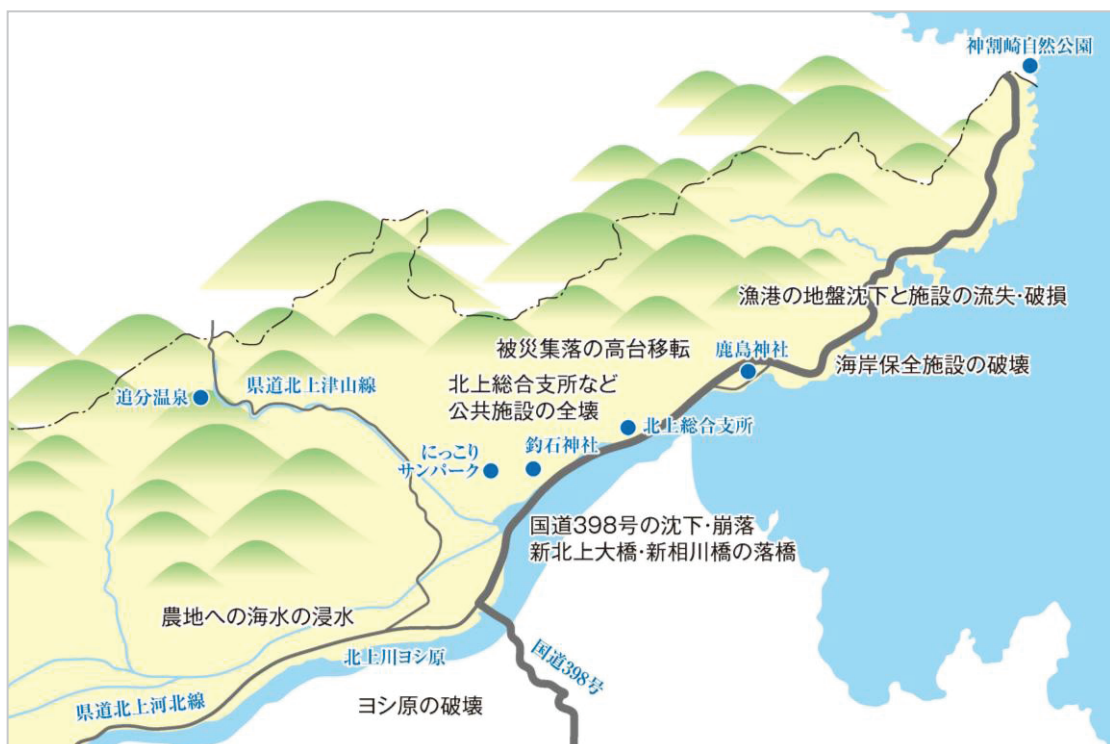 神割崎自然公園
漁港の地盤沈下と施設の流失・破損
被災集落の高台移転
鹿島神社
海岸保全施設の破壊
県道北上津山線
北上総合支所など
公共施設の全壊
追分温泉
北上総合支所
釣石神社
にっこり
サンパーク
国道398号の沈下・崩落
新北上大橋・新相川橋の落橋
農地への海水の浸水
北上川ヨシ原
国道398号
県道北上河北線
ヨシ原の破壊